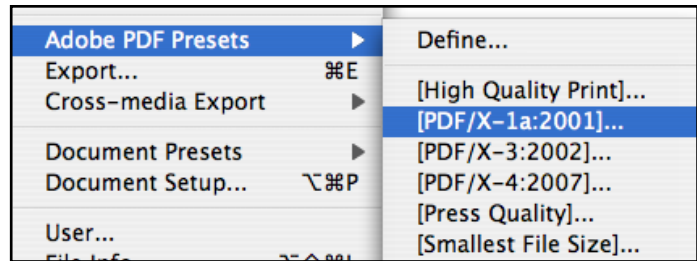 Adobe PDF Presets
Export... ⌘E
Cross-media Export
Document Presets
Document Setup... ⌥⌘P
User...
Define...
[High Quality Print]...
[PDF/X-1a:2001]...
[PDF/X-3:2002]...
[PDF/X-4:2007]...
[Press Quality]...
[Smallest File Size]...